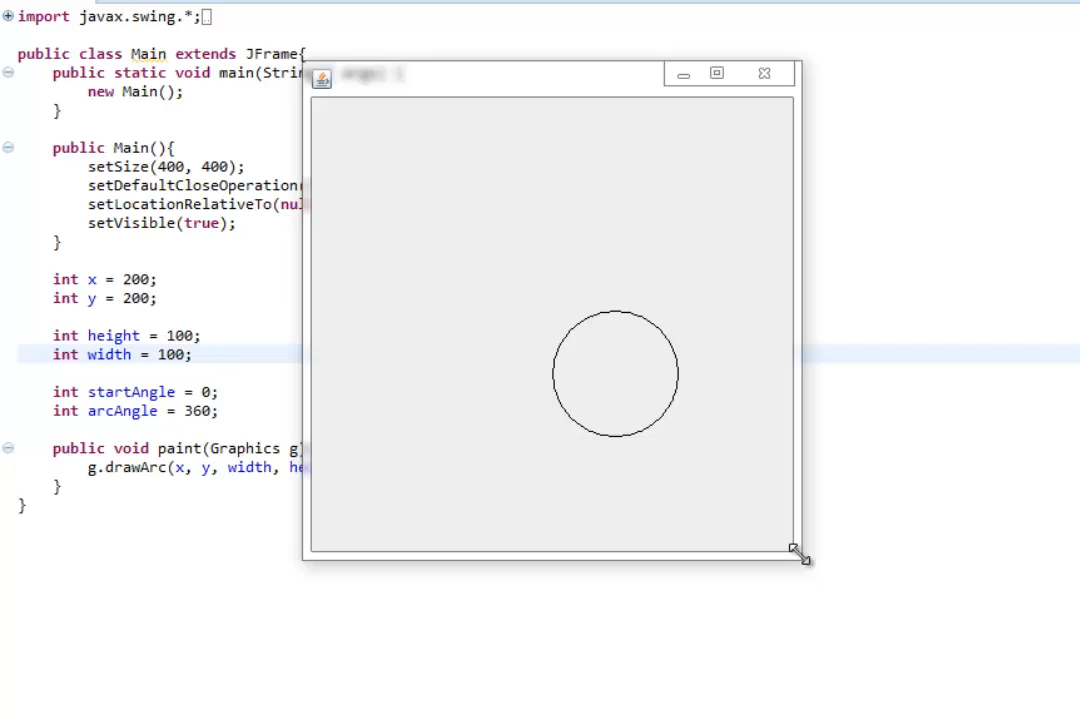 import javax.swing.*;
public class Main extends JFrame{
public static void main(Strin
new Main();
}
public Main(){
setSize(400, 400);
setDefaultCloseOperation(
setLocationRelativeTo(nul
setVisible(true);
}
int x = 200;
int y = 200;
int height = 100;
int width = 100;
int startAngle = 0;
int arcAngle = 360;
public void paint(Graphics g)
g.drawArc(x, y, width, he
}
}